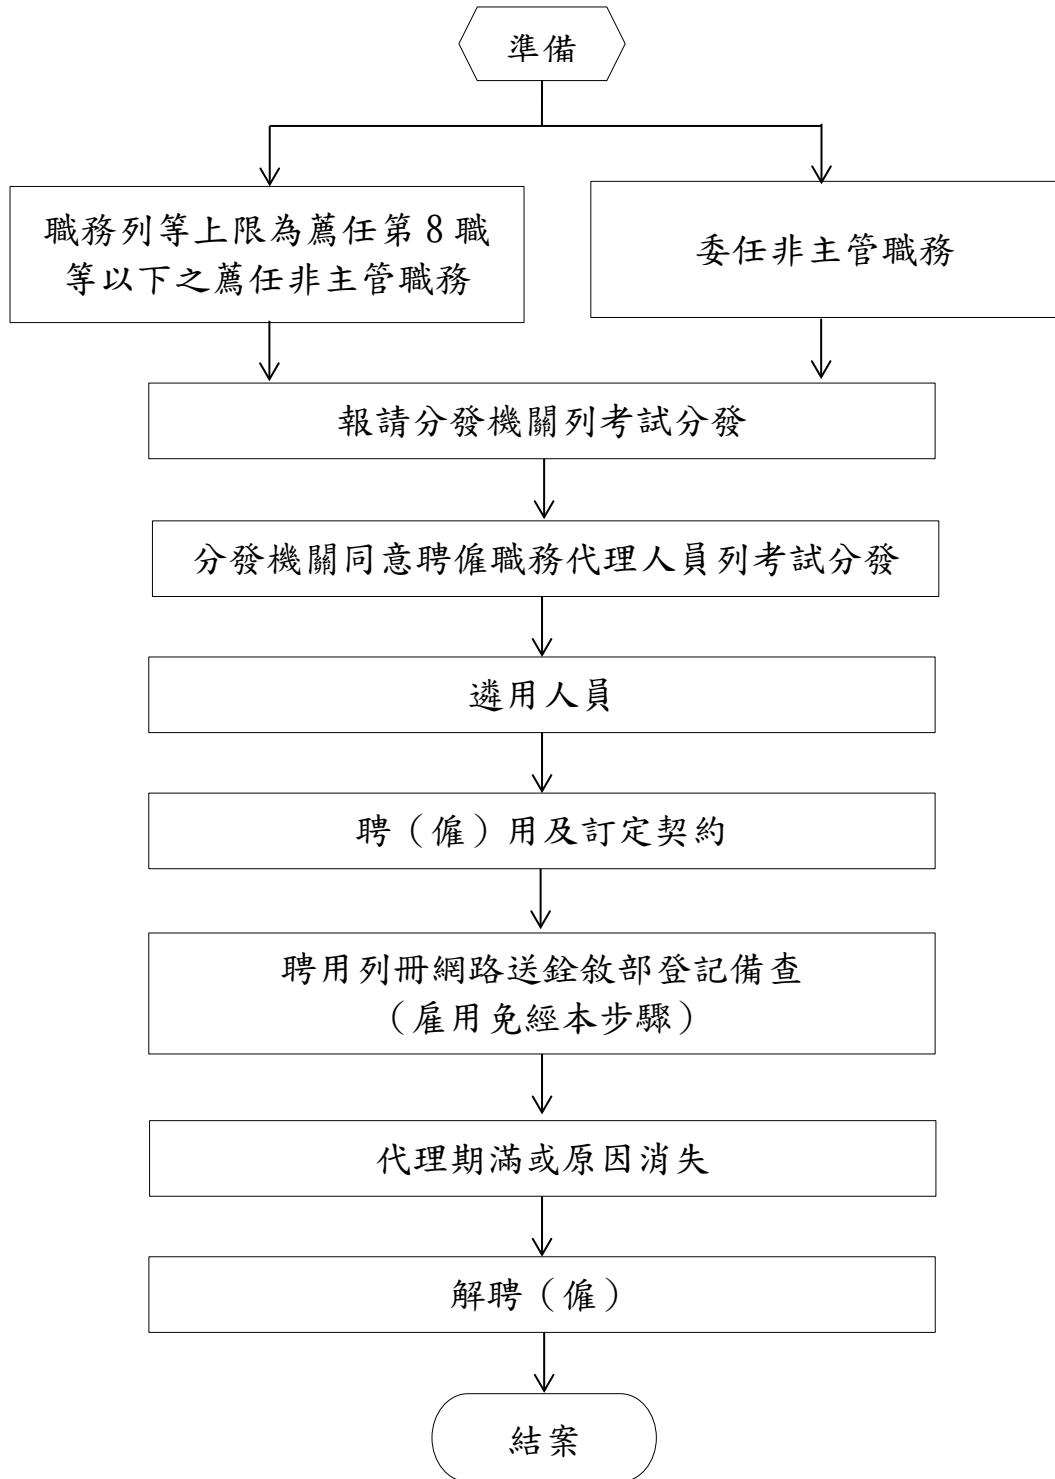 準備
職務列等上限為薦任第8職
等以下之薦任非主管職務
委任非主管職務
報請分發機關列考試分發
分發機關同意聘僱職務代理人員列考試分發
遴用人員
聘（僱）用及訂定契約
聘用列冊網路送銓敘部登記備查
（雇用免經本步驟）
代理期滿或原因消失
解聘（僱）
結案